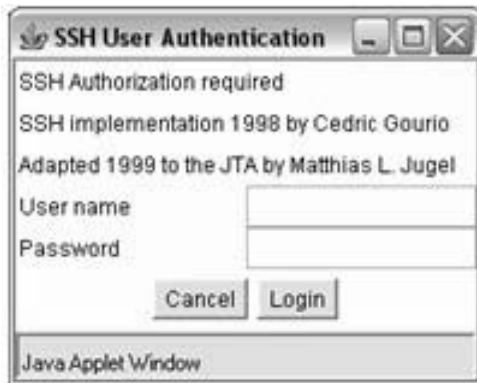 SSH User Authentication
SSH Authorization required
SSH implementation 1998 by Cedric Gourio
Adapted 1999 to the JTA by Matthias L. Jugel
User name
Password
Cancel Login
Java Applet Window